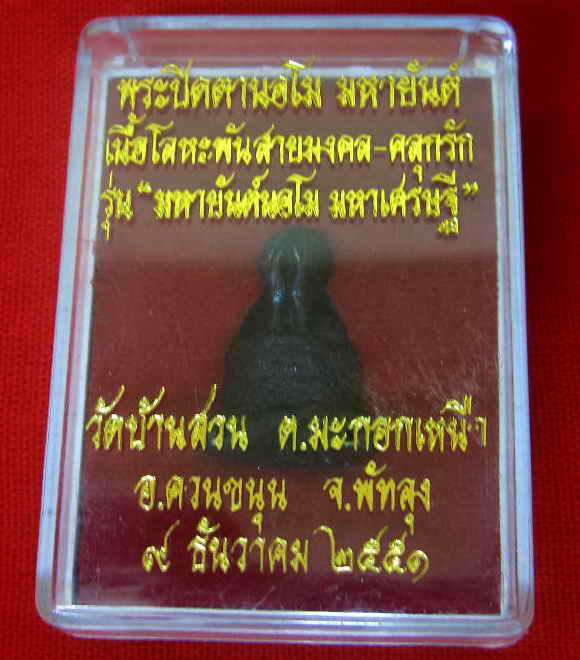 พระปิดตานอโม มหายันต์
เนื้อโลหะพันสายมงคล-คลุกรัก
รุ่น "มหายันต์นอโม มหาเศรษฐี"
วัดบ้านสวน ต.มะกอกเหนือ
อ.ควนขนุน จ.พัทลุง
๙ ธันวาคม ๒๕๕๑